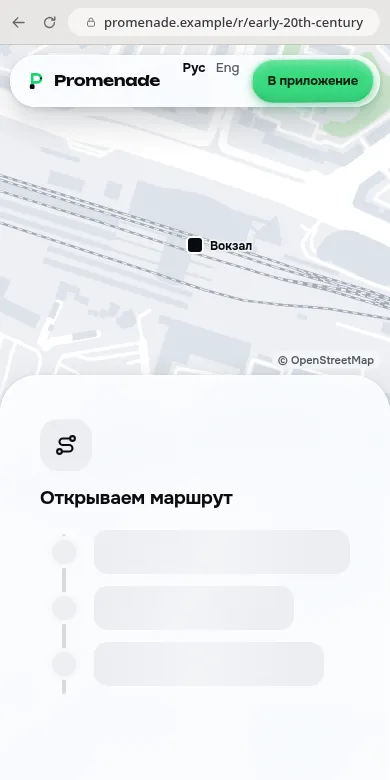 promenade.example/r/early-20th-century
Promenade
Рус Eng
В приложение
Вокзал
© OpenStreetMap
Открываем маршрут